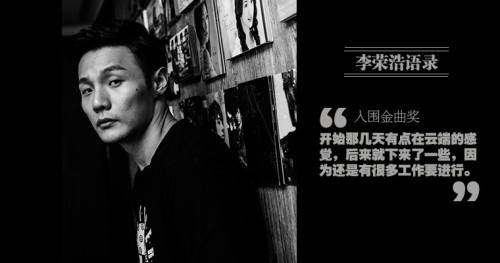 李荣浩语录
入围金曲奖
开始那几天有点在云端的感
觉，后来就下来了一些，因
为还是有很多工作要进行。